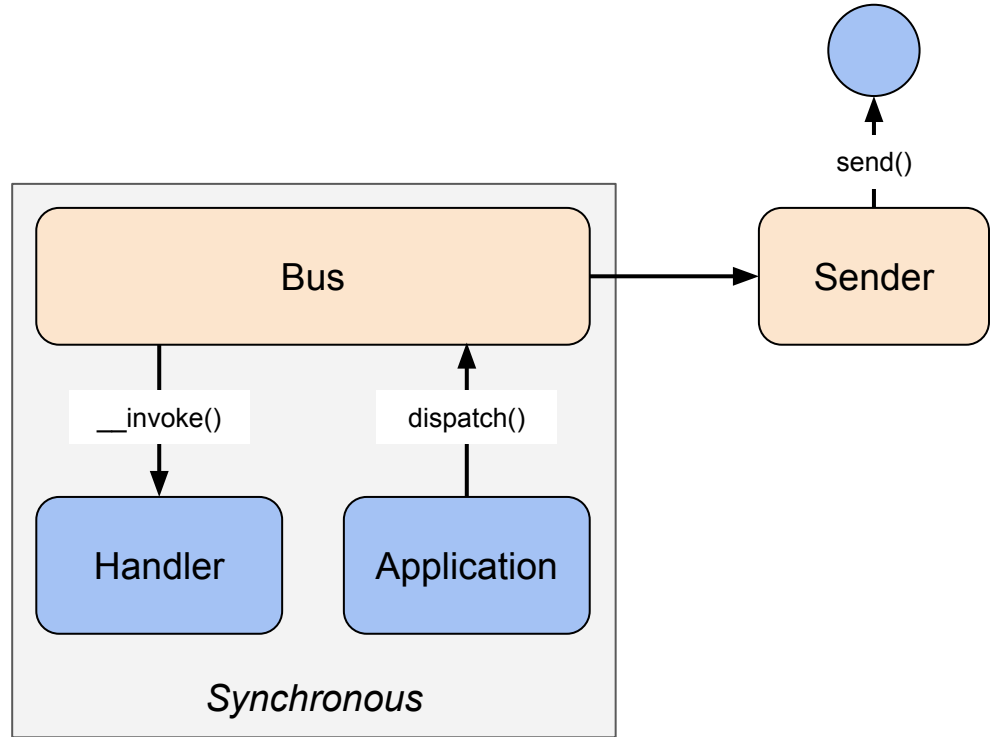 send()
Bus
Sender
__invoke()
dispatch()
Handler
Application
Synchronous